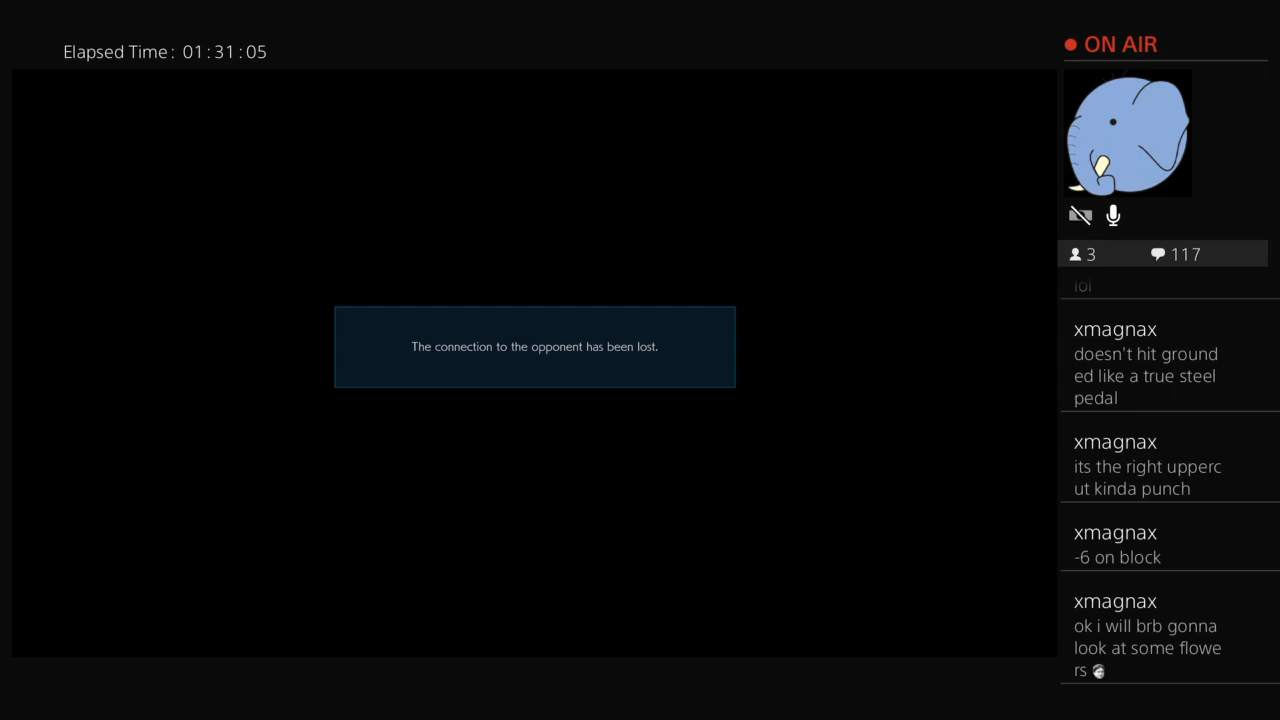 Elapsed Time: 01:31:05
ON AIR
3 117
lol
xmagnax
doesn't hit ground
ed like a true steel
pedal
xmagnax
its the right upperc
ut kinda punch
xmagnax
-6 on block
xmagnax
ok i will brb gonna
look at some flowe
rs
The connection to the opponent has been lost.